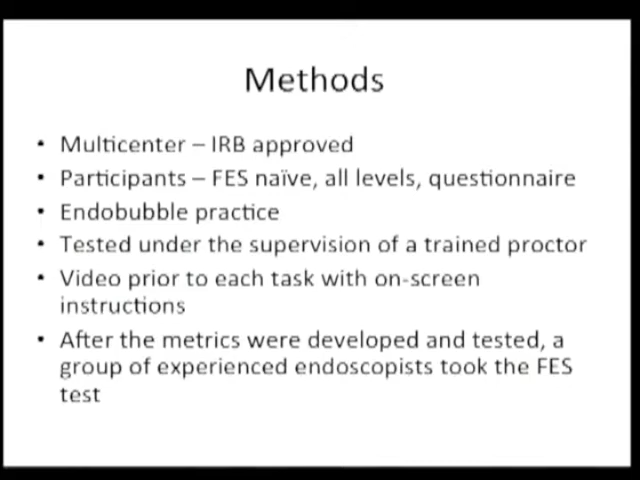 Methods
• Multicenter – IRB approved
• Participants – FES naïve, all levels, questionnaire
• Endobubble practice
• Tested under the supervision of a trained proctor
• Video prior to each task with on-screen
instructions
• After the metrics were developed and tested, a
group of experienced endoscopists took the FES
test